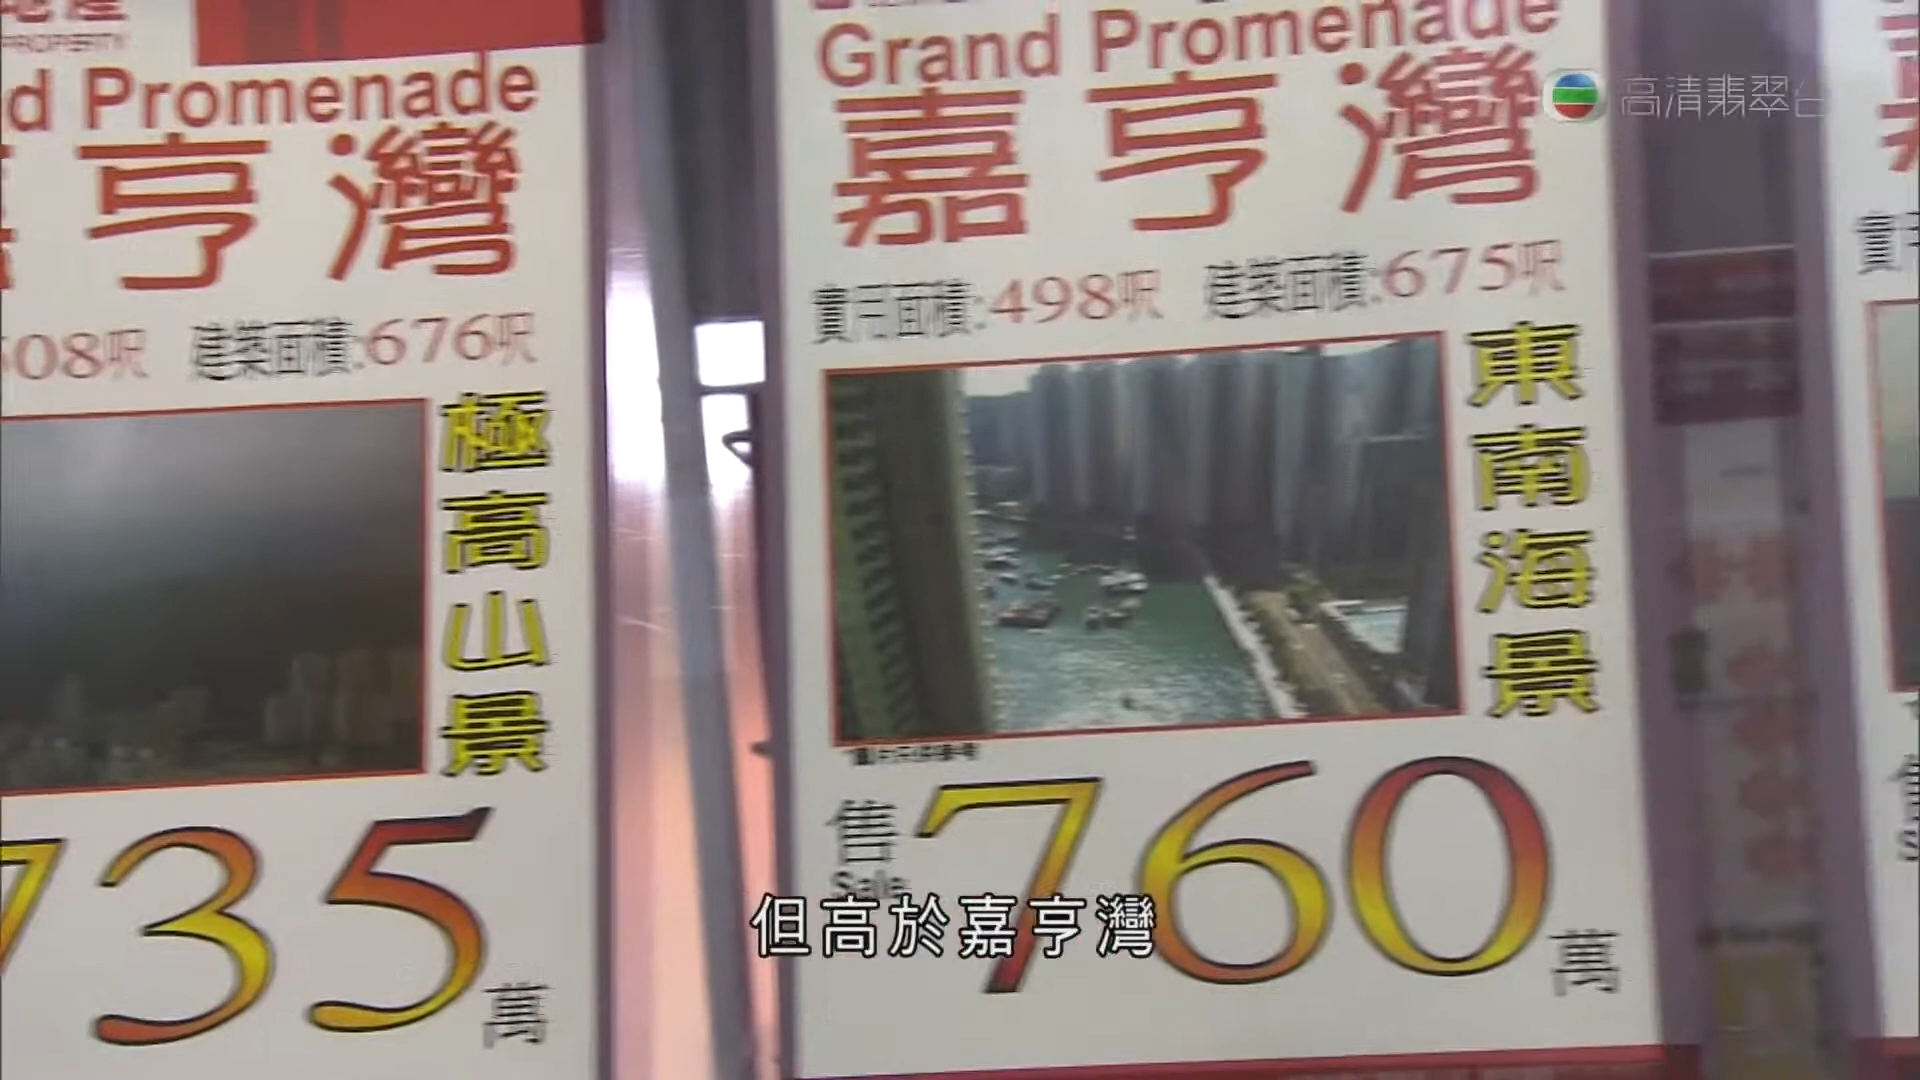 PROPERTY
d Promenade
亨灣
08呎 建築面積:676呎
極高山景
735
萬
Grand Promenade
嘉亨灣
實用面積:498呎 建築面積:675呎
東南海景
售
Sale
760
萬
高清翡翠台
但高於嘉亨灣